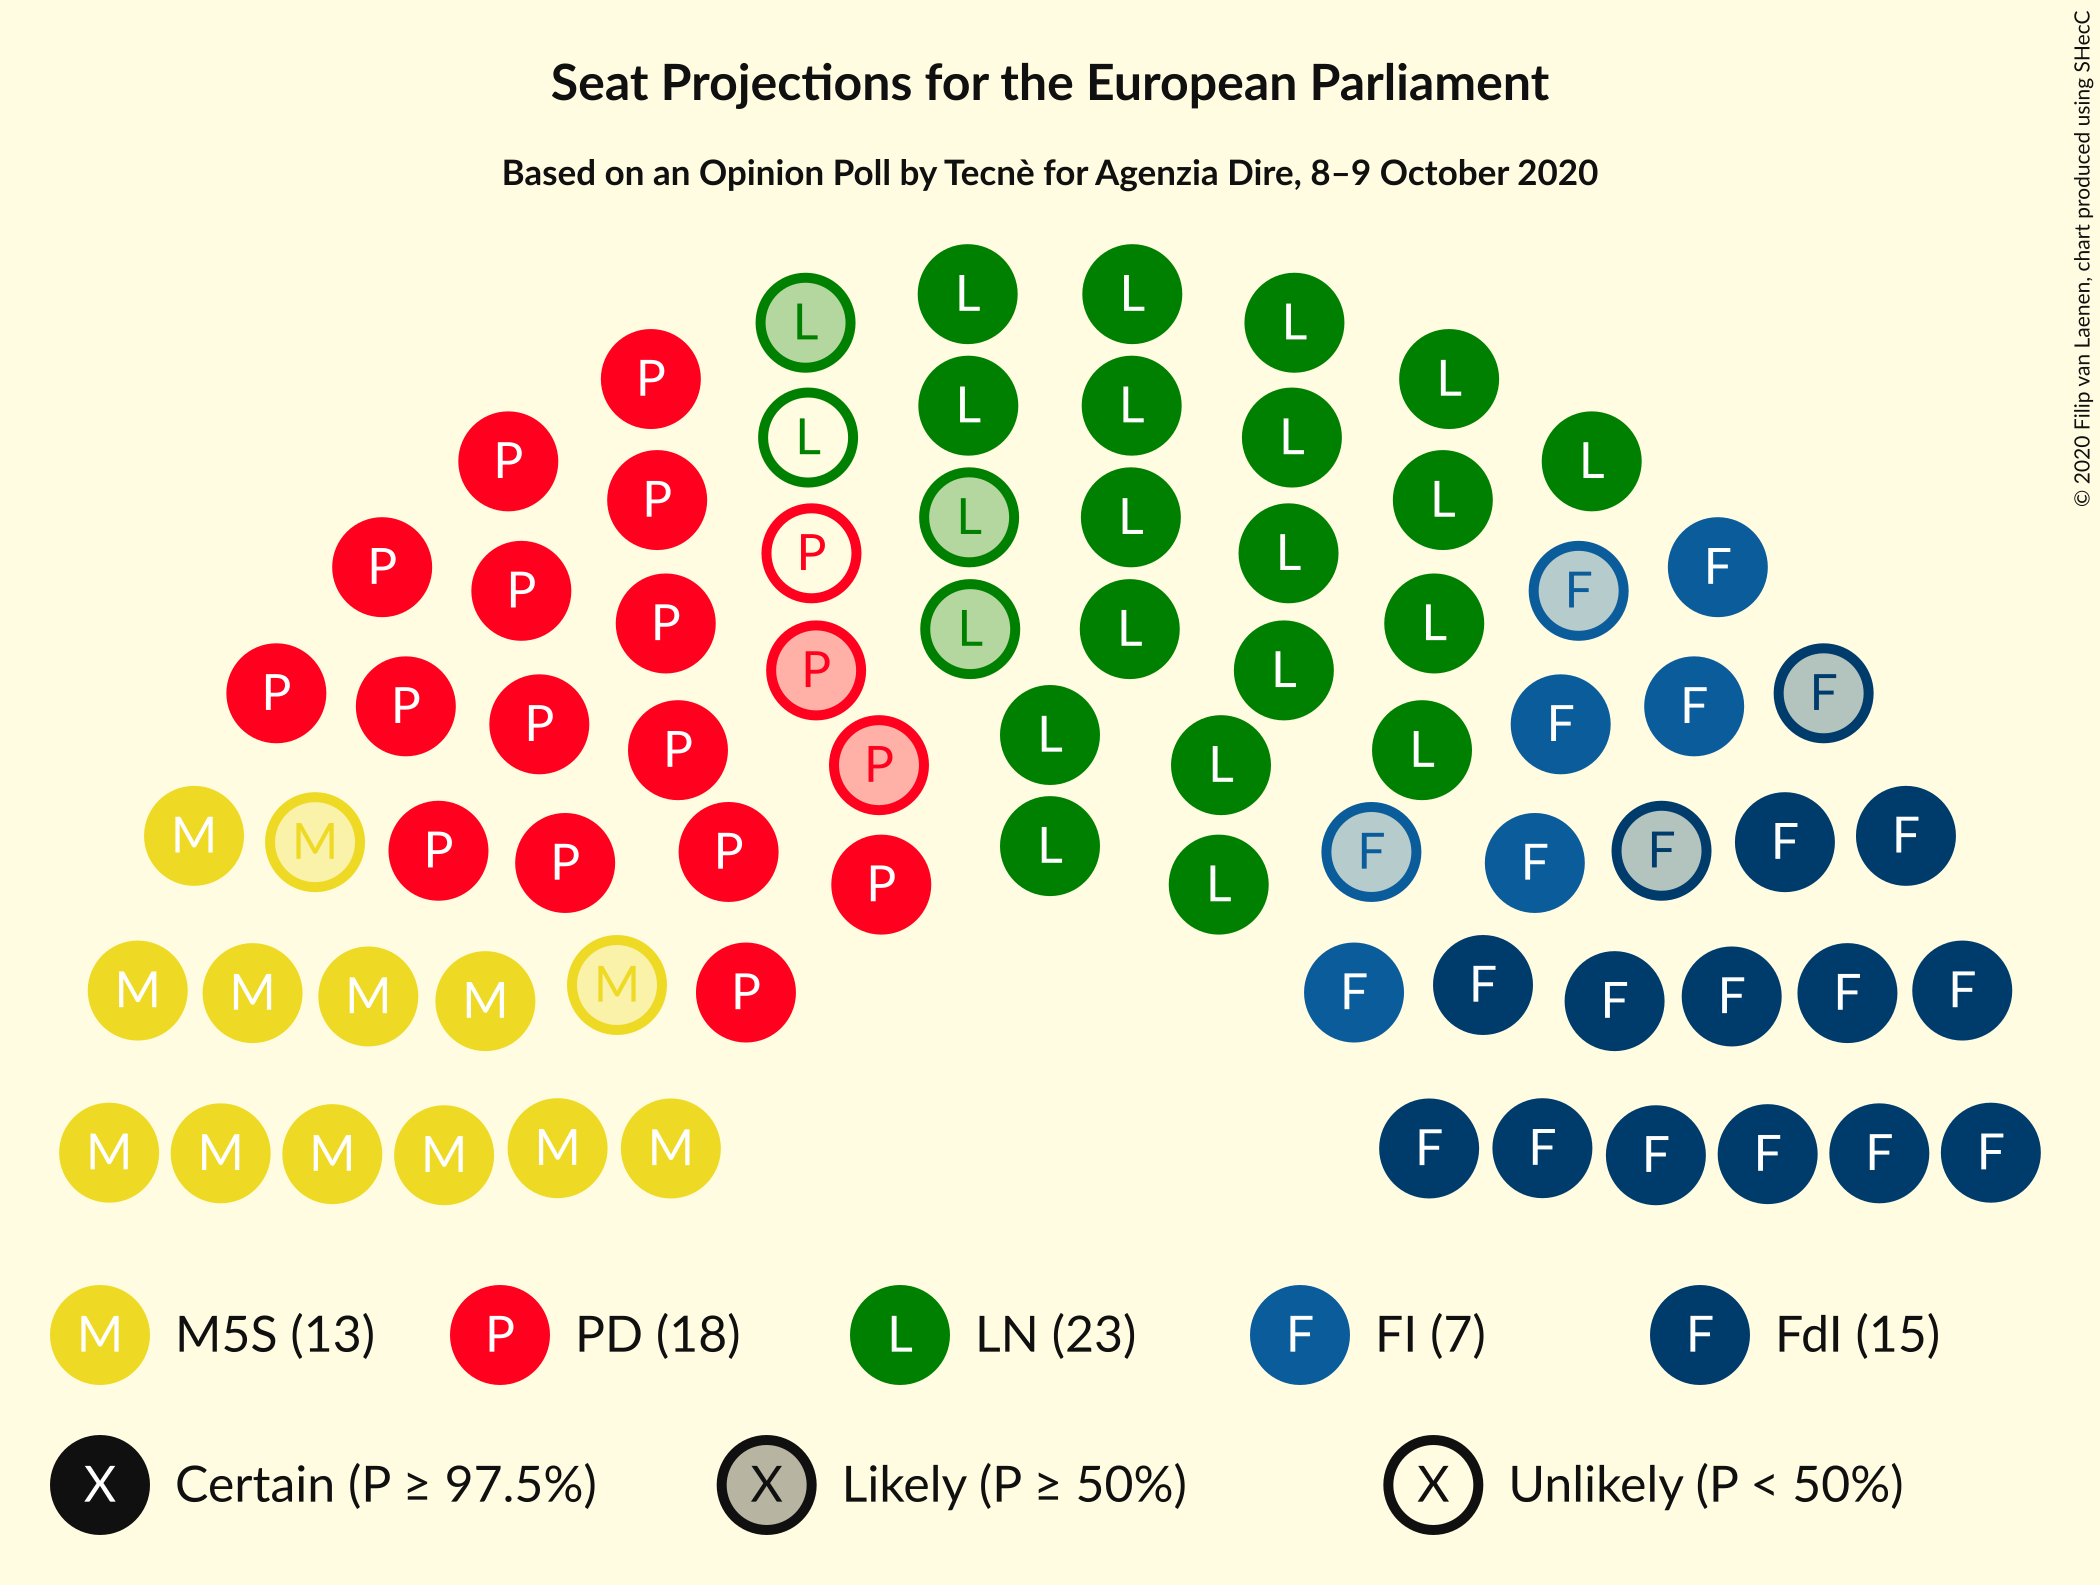 Seat Projections for the European Parliament
Based on an Opinion Poll by Tecnè for Agenzia Dire, 8–9 October 2020
© 2020 Filip van Laenen, chart produced using SHecC
L L L L
P L
P L L L L L
P P L L
P L L L F F
P P L L
P L L L L F
P P F F F
P P P L L
P L L F
M M P P P L F F F F F
P L L
M M M M M P F F F F F F
M M M M M M F F F F F F
M M5S (13) P PD (18) L LN (23) F FI (7) F FdI (15)
X Certain (P ≥ 97.5%) X Likely (P ≥ 50%) X Unlikely (P < 50%)